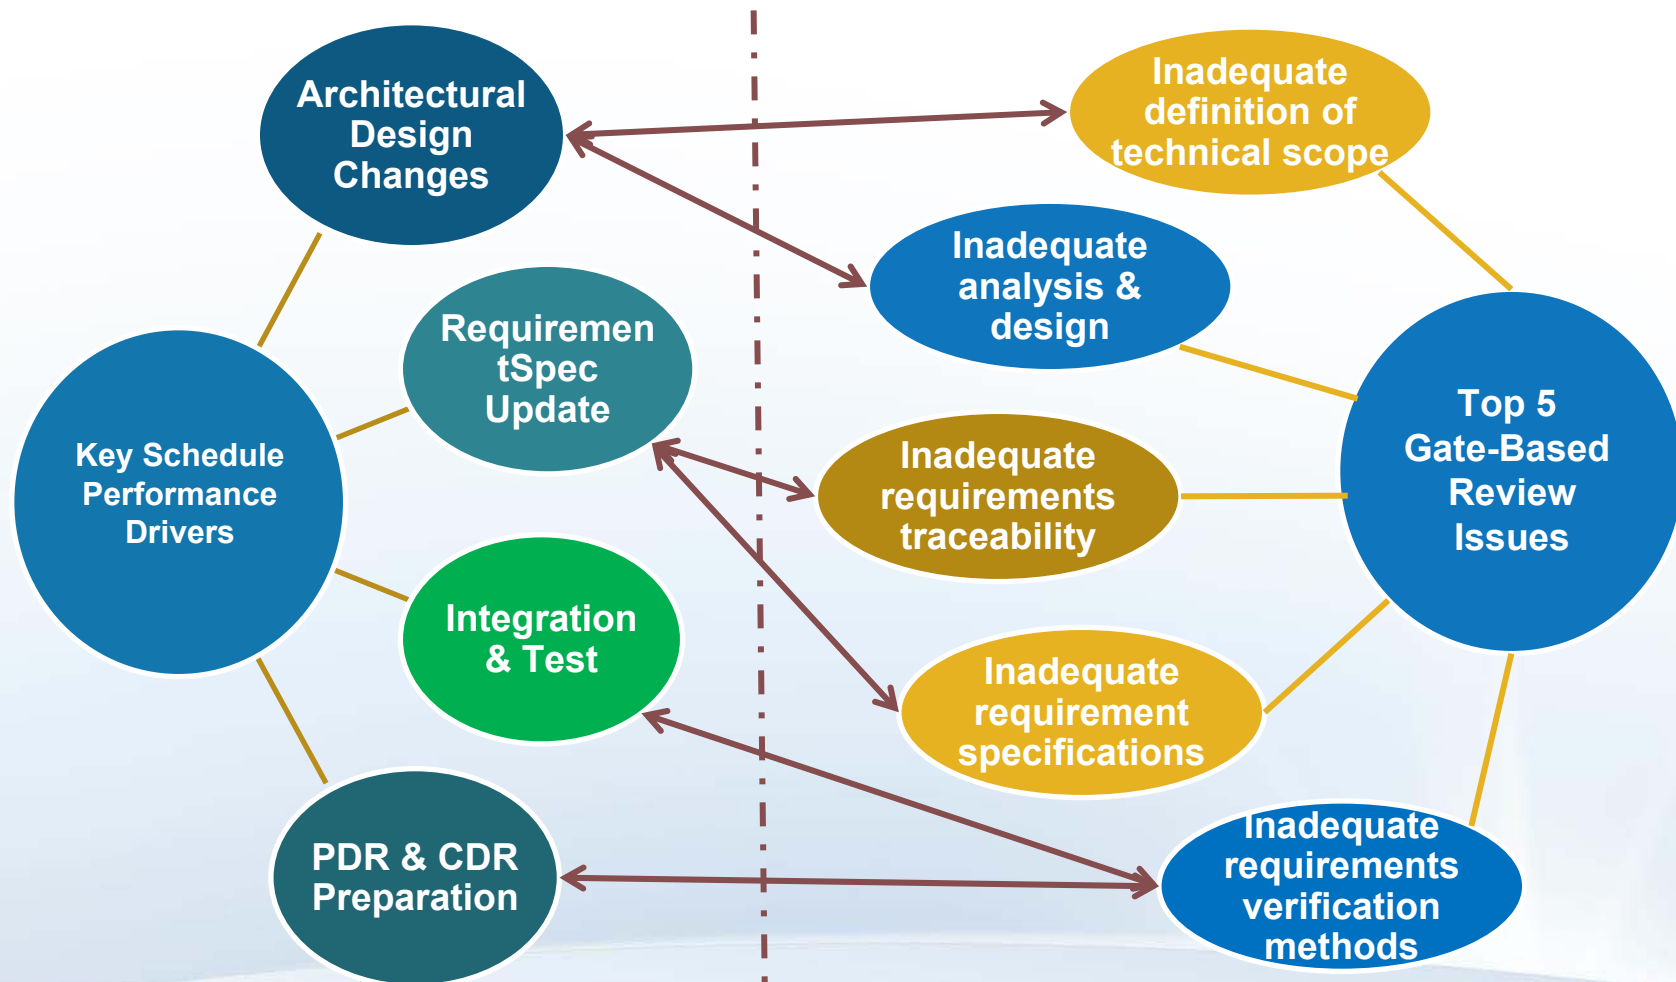 Architectural
Design
Changes
Requiremen
tSpec
Update
Key Schedule
Performance
Drivers
Integration
& Test
PDR & CDR
Preparation
Inadequate
definition of
technical scope
Inadequate
analysis &
design
Inadequate
requirements
traceability
Inadequate
requirement
specifications
Inadequate
requirements
verification
methods
Top 5
Gate-Based
Review
Issues